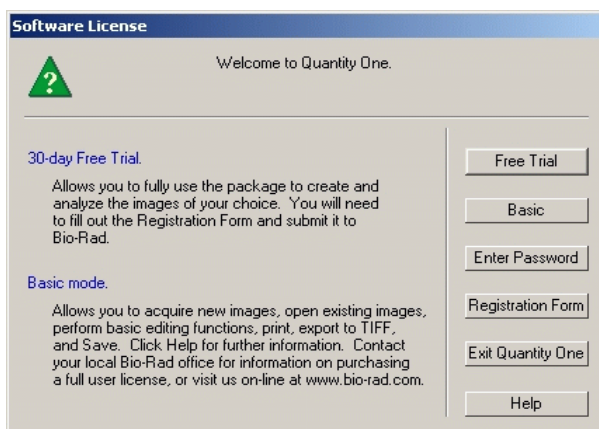 Software License
?
Welcome to Quantity One.
30-day Free Trial.
Allows you to fully use the package to create and
analyze the images of your choice. You will need
to fill out the Registration Form and submit it to
Bio-Rad.
Basic mode.
Allows you to acquire new images, open existing images,
perform basic editing functions, print, export to TIFF,
and Save. Click Help for further information. Contact
your local Bio-Rad office for information on purchasing
a full user license, or visit us on-line at www.bio-rad.com.
Free Trial
Basic
Enter Password
Registration Form
Exit Quantity One
Help